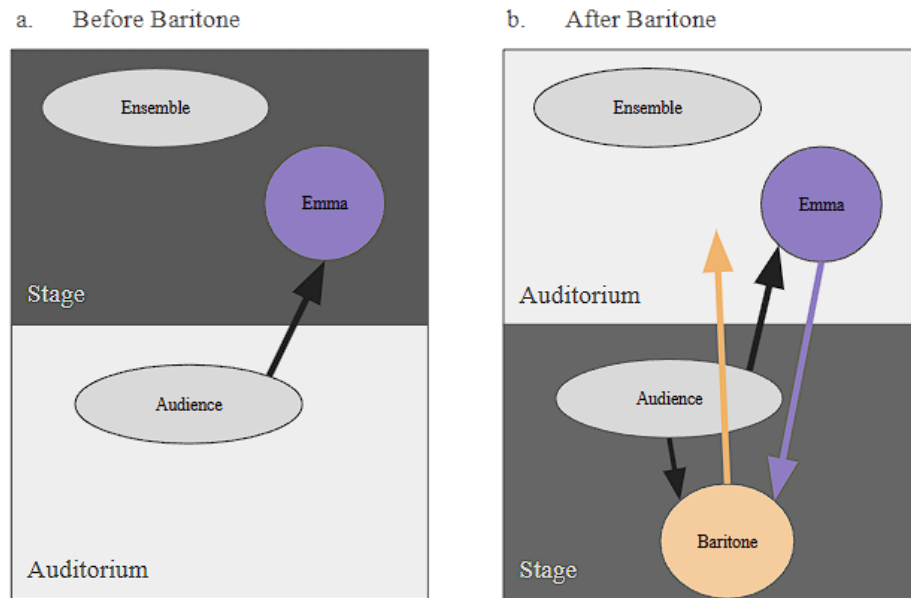 a. Before Baritone
Ensemble
Emma
Stage
Audience
Auditorium
b. After Baritone
Ensemble
Emma
Auditorium
Audience
Baritone
Stage